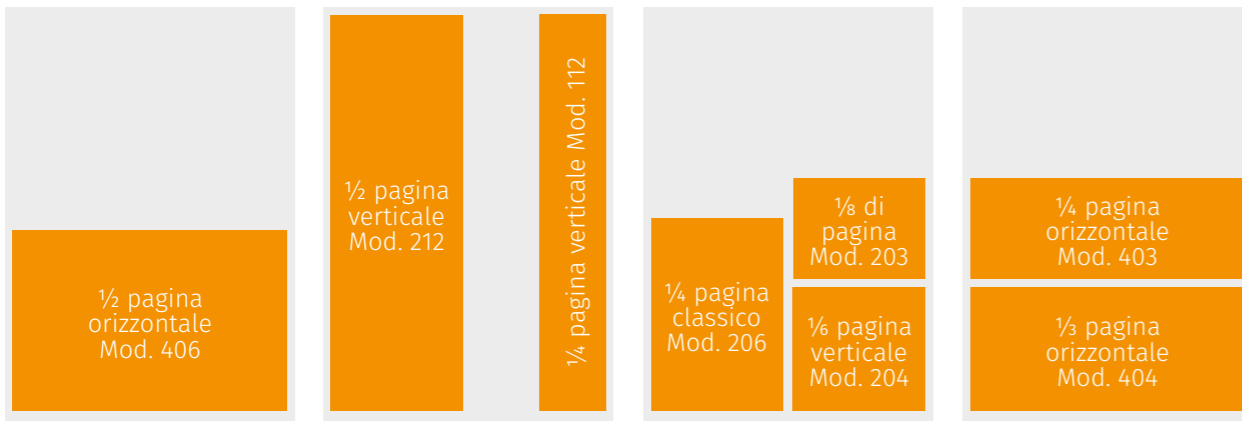 ½ pagina
orizzontale
Mod. 406
½ pagina
verticale
Mod. 212
¼ pagina verticale Mod. 112
¼ pagina
classico
Mod. 206
⅛ di
pagina
Mod. 203
⅙ pagina
verticale
Mod. 204
¼ pagina
orizzontale
Mod. 403
⅓ pagina
orizzontale
Mod. 404